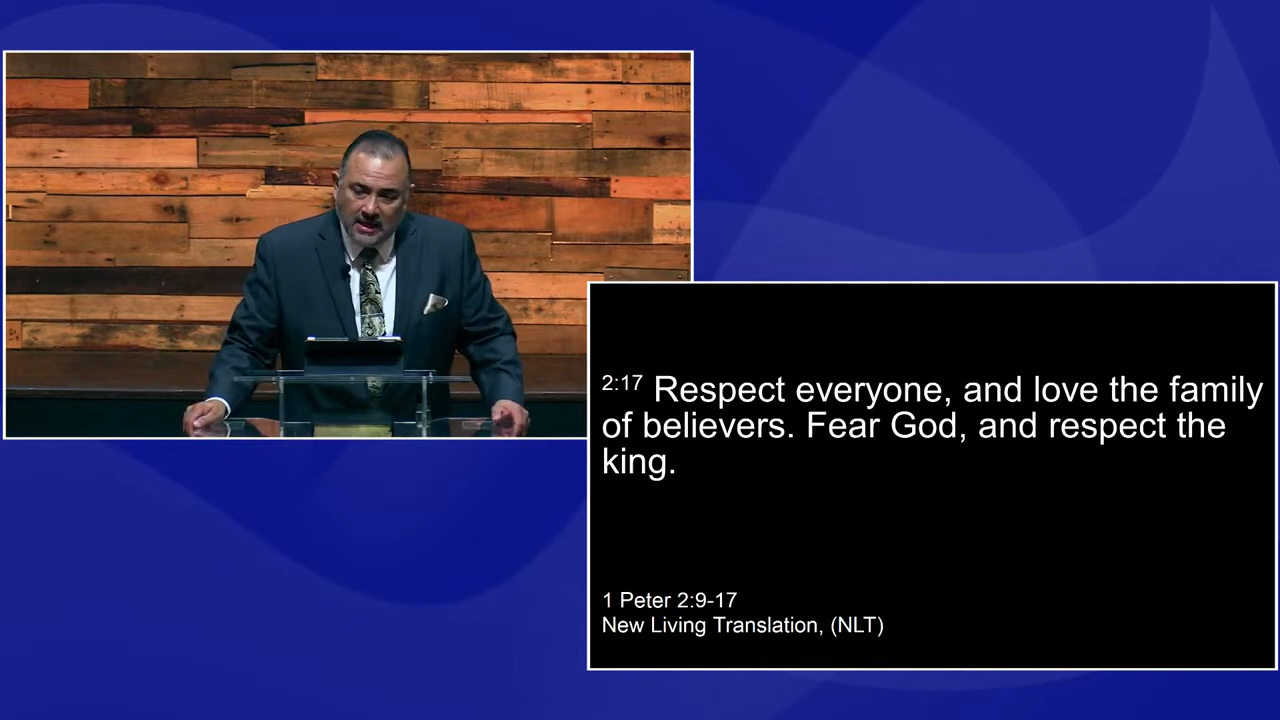 2:17 Respect everyone, and love the family
of believers. Fear God, and respect the
king.
1 Peter 2:9-17
New Living Translation, (NLT)